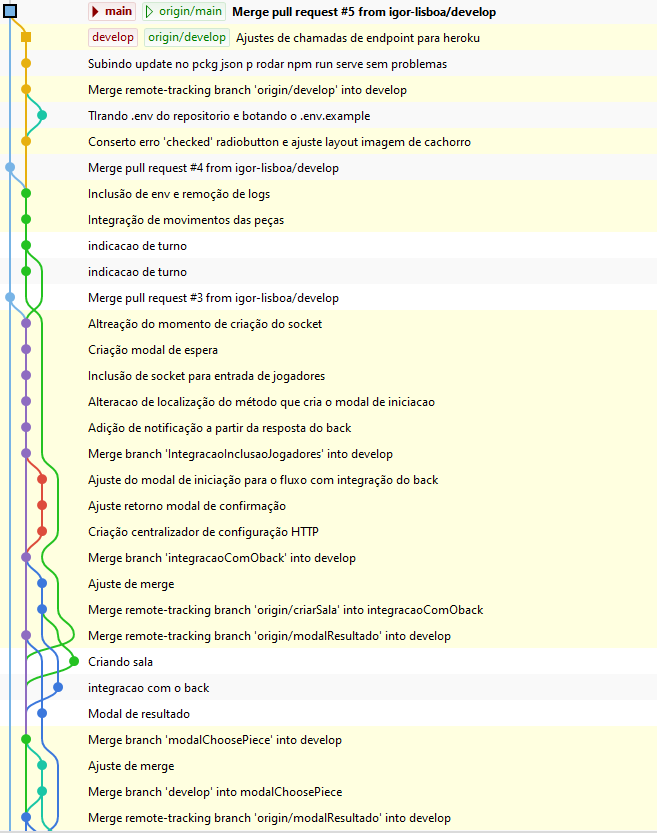 main origin/main Merge pull request #5 from igor-lisboa/develop
develop origin/develop Ajustes de chamadas de endpoint para heroku
Subindo update no pckg json p rodar npm run serve sem problemas
Merge remote-tracking branch 'origin/develop' into develop
TIrando .env do repositorio e botando o .env.example
Conserto erro 'checked' radiobutton e ajuste layout imagem de cachorro
Merge pull request #4 from igor-lisboa/develop
Inclusão de env e remoção de logs
Integração de movimentos das peças
indicacao de turno
indicacao de turno
Merge pull request #3 from igor-lisboa/develop
Altreação do momento de criação do socket
Criação modal de espera
Inclusão de socket para entrada de jogadores
Alteracao de localização do método que cria o modal de iniciacao
Adição de notificação a partir da resposta do back
Merge branch 'IntegracaoInclusaoJogadores' into develop
Ajuste do modal de iniciação para o fluxo com integração do back
Ajuste retorno modal de confirmação
Criação centralizador de configuração HTTP
Merge branch 'integracaoComOback' into develop
Ajuste de merge
Merge remote-tracking branch 'origin/criarSala' into integracaoComOback
Merge remote-tracking branch 'origin/modalResultado' into develop
Criando sala
integracao com o back
Modal de resultado
Merge branch 'modalChoosePiece' into develop
Ajuste de merge
Merge branch 'develop' into modalChoosePiece
Merge remote-tracking branch 'origin/modalResultado' into develop